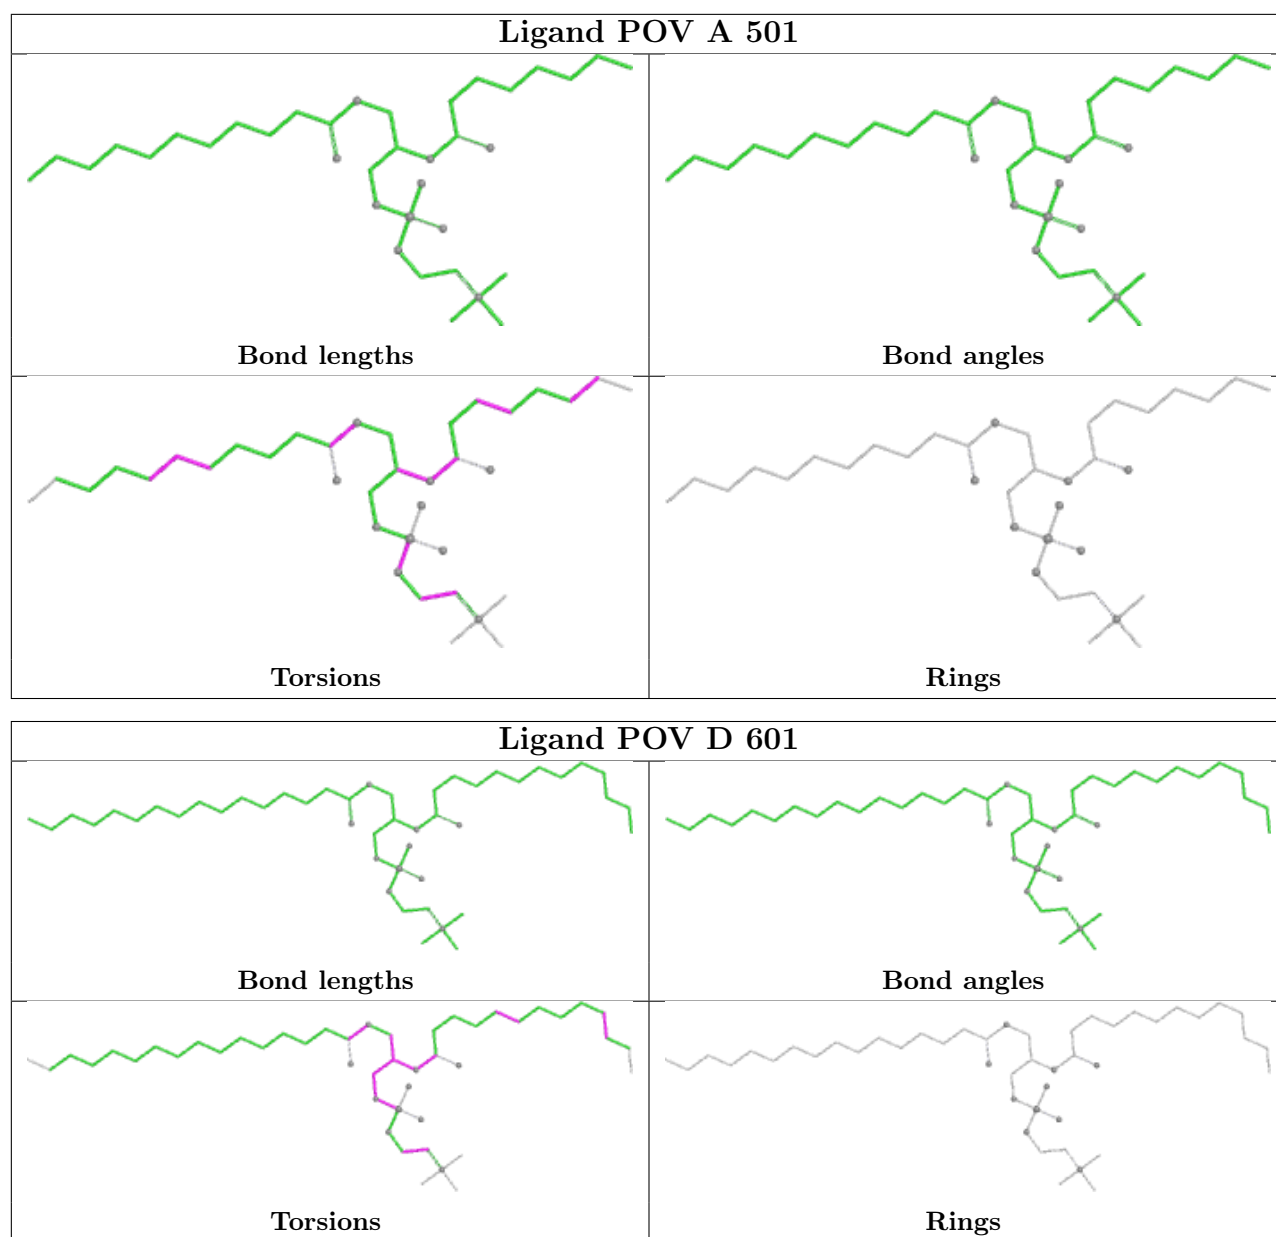 Ligand POV A 501
Bond lengths
Bond angles
Torsions
Rings
Ligand POV D 601
Bond lengths
Bond angles
Torsions
Rings